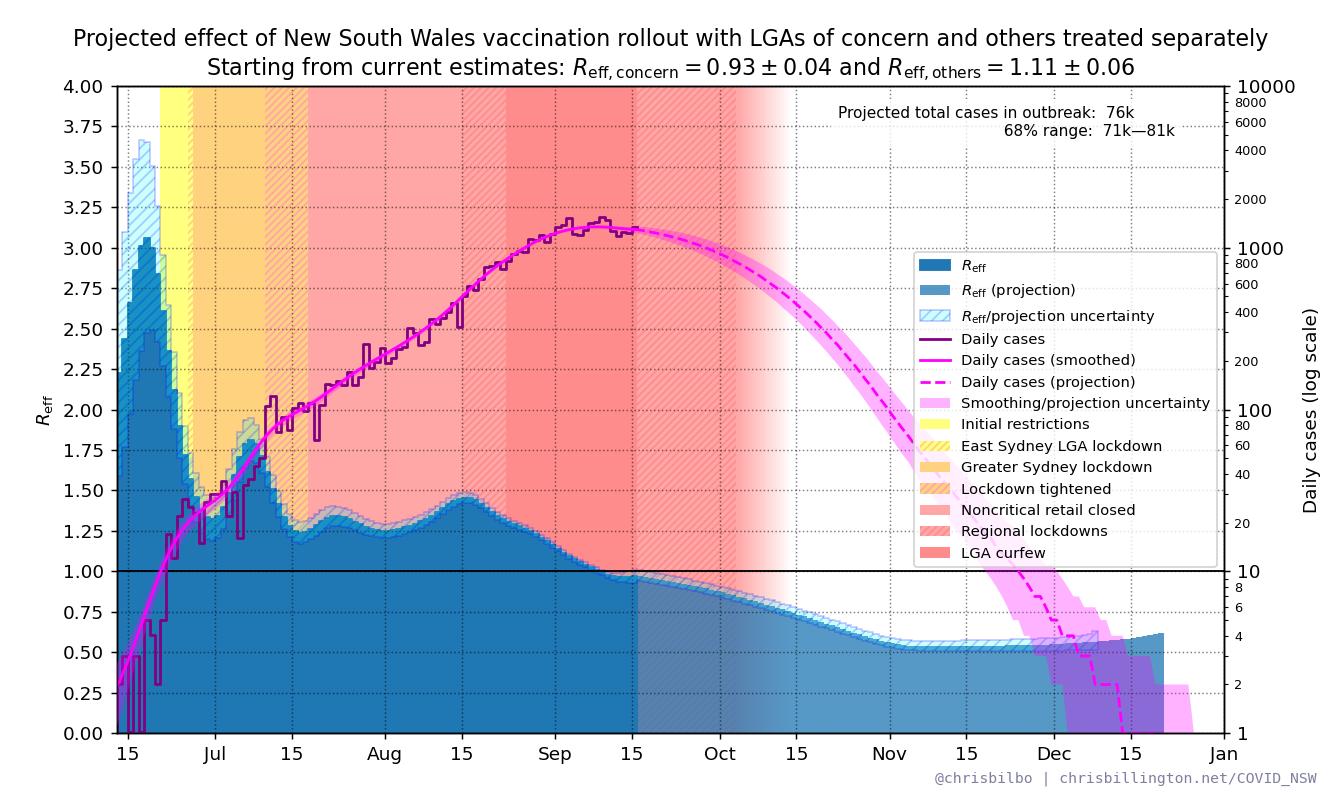 Projected effect of New South Wales vaccination rollout with LGAs of concern and others treated separately
Starting from current estimates: Reff, concern = 0.93 ± 0.04 and Reff, others = 1.11 ± 0.06
Projected total cases in outbreak: 76k
68% range: 71k—81k
Reff
4.00
3.75
3.50
3.25
3.00
2.75
2.50
2.25
2.00
1.75
1.50
1.25
1.00
0.75
0.50
0.25
0.00
10000
8000
6000
4000
2000
1000
800
600
400
200
100
80
60
40
20
10
8
6
4
2
1
Daily cases (log scale)
Reff
Reff (projection)
Reff/projection uncertainty
Daily cases
Daily cases (smoothed)
Daily cases (projection)
Smoothing/projection uncertainty
Initial restrictions
East Sydney LGA lockdown
Greater Sydney lockdown
Lockdown tightened
Noncritical retail closed
Regional lockdowns
LGA curfew
15 Jul 15 Aug 15 Sep 15 Oct 15 Nov 15 Dec 15 Jan
@chrisbilbo | chrisbillington.net/COVID_NSW